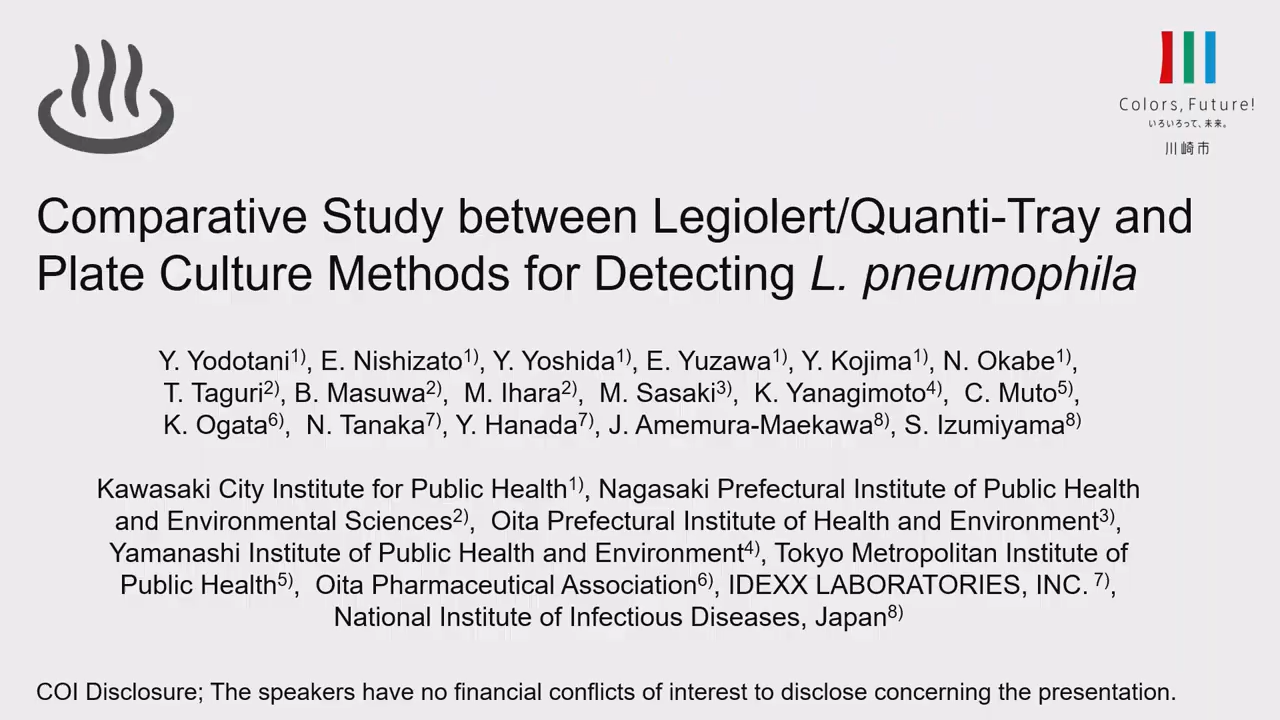 Colors, Future!
いろいろって、未来。
川崎市
Comparative Study between Legiolert/Quanti-Tray and
Plate Culture Methods for Detecting L. pneumophila
Y. Yodotani1), E. Nishizato1), Y. Yoshida1), E. Yuzawa1), Y. Kojima1), N. Okabe1),
T. Taguri2), B. Masuwa2), M. Ihara2), M. Sasaki3), K. Yanagimoto4), C. Muto5),
K. Ogata6), N. Tanaka7), Y. Hanada7), J. Amemura-Maekawa8), S. Izumiyama8)
Kawasaki City Institute for Public Health1), Nagasaki Prefectural Institute of Public Health
and Environmental Sciences2), Oita Prefectural Institute of Health and Environment3),
Yamanashi Institute of Public Health and Environment4), Tokyo Metropolitan Institute of
Public Health5), Oita Pharmaceutical Association6), IDEXX LABORATORIES, INC. 7),
National Institute of Infectious Diseases, Japan8)
COI Disclosure; The speakers have no financial conflicts of interest to disclose concerning the presentation.